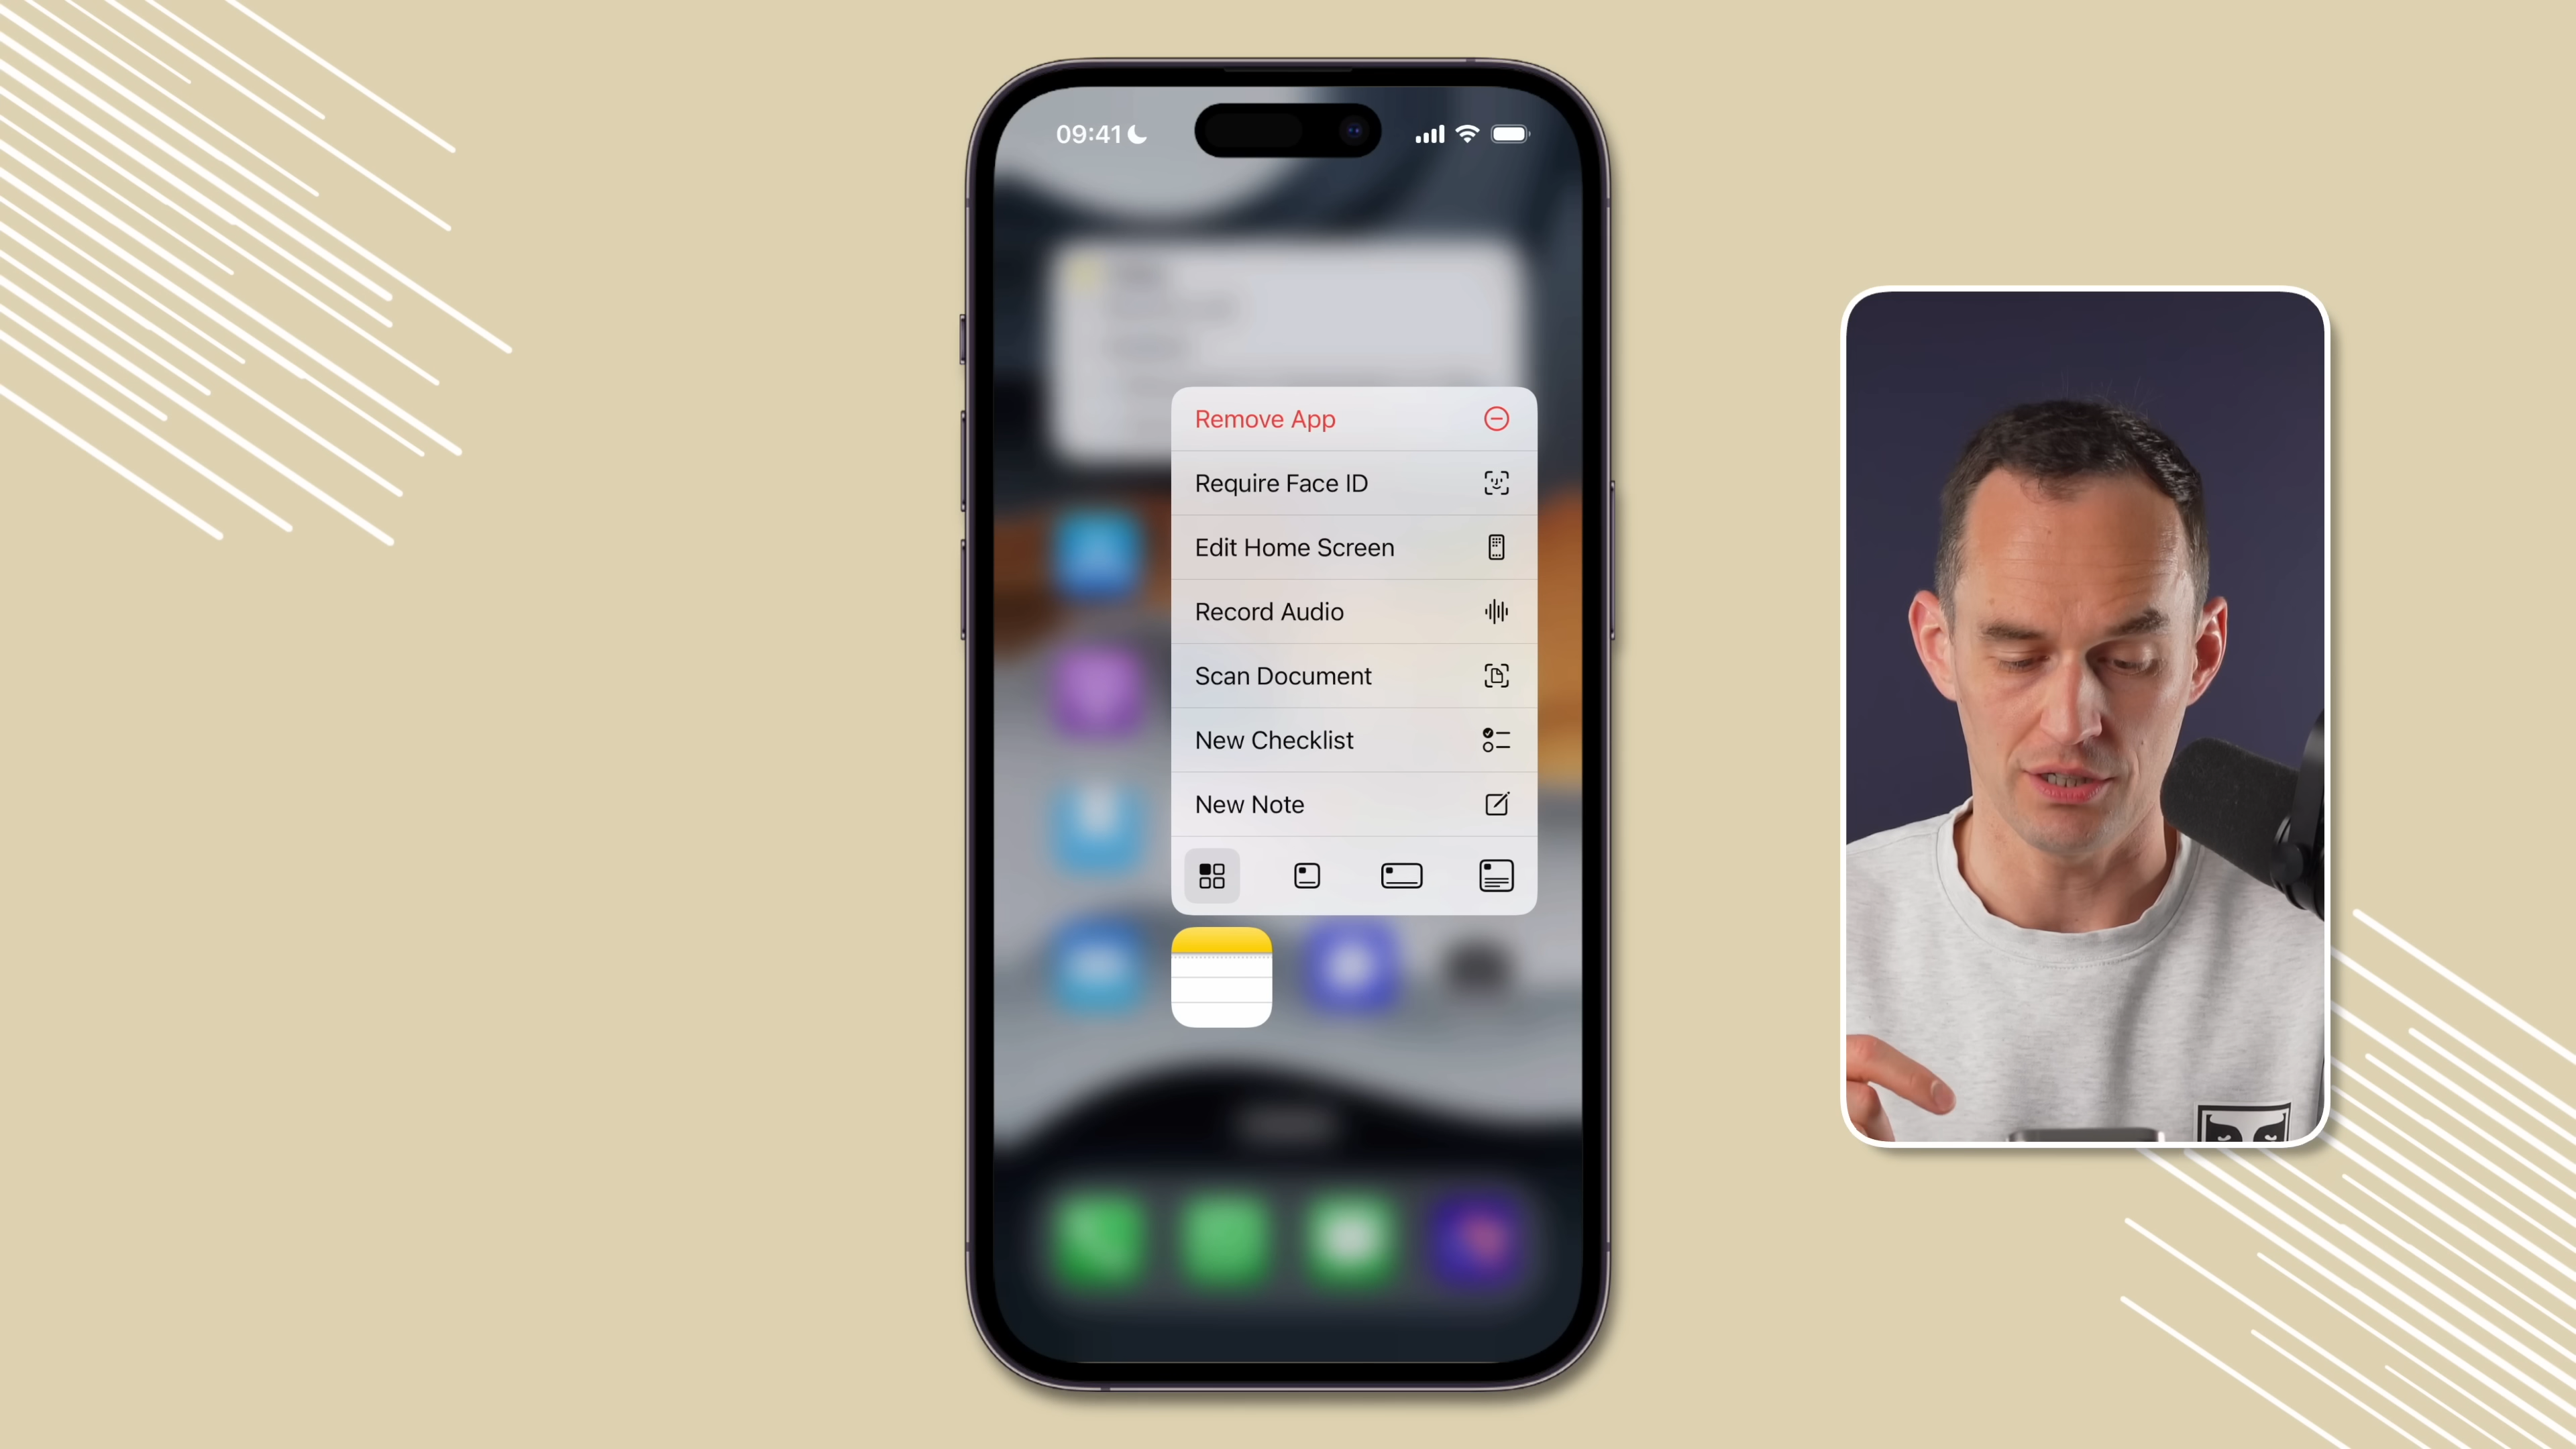 09:41
Remove App
Require Face ID
Edit Home Screen
Record Audio
Scan Document
New Checklist
New Note